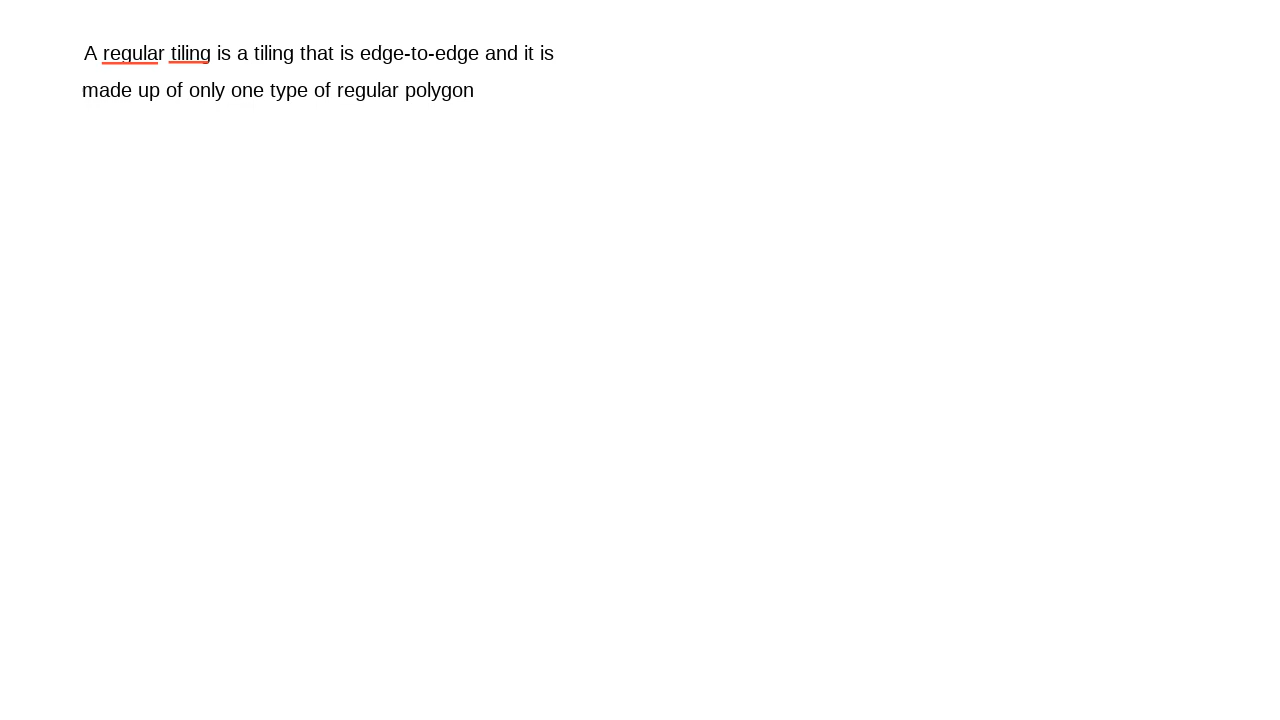 A regular tiling is a tiling that is edge-to-edge and it is
made up of only one type of regular polygon